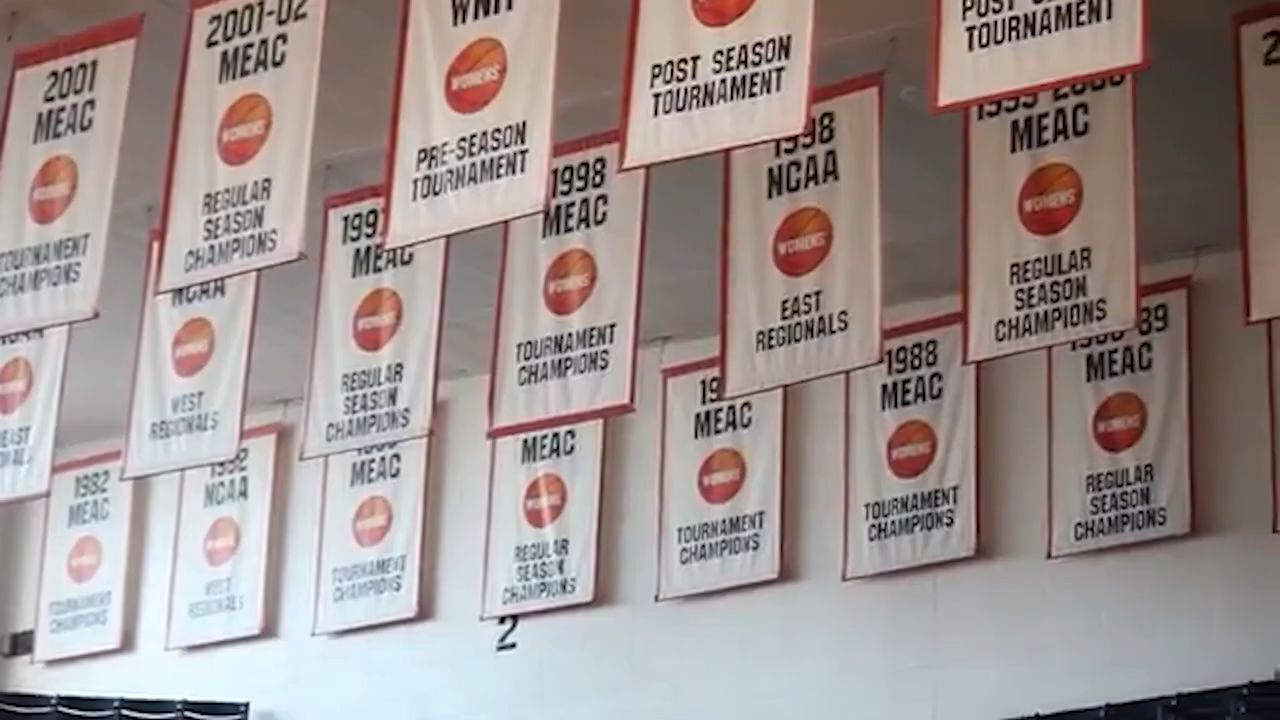 2001
MEAC
WOMENS
TOURNAMENT
CHAMPIONS
2001-02
MEAC
WOMENS
REGULAR
SEASON
CHAMPIONS
WNIT
WOMENS
PRE-SEASON
TOURNAMENT
POST SEASON
TOURNAMENT
TOURNAMENT
NCAA
WOMENS
WEST
REGIONALS
MEAC
WOMENS
REGULAR
SEASON
CHAMPIONS
1998
MEAC
WOMENS
TOURNAMENT
CHAMPIONS
1998
NCAA
WOMENS
EAST
REGIONALS
1999-2000
MEAC
WOMENS
REGULAR
SEASON
CHAMPIONS
EAST
1982
MEAC
WOMENS
TOURNAMENT
CHAMPIONS
1982
NCAA
WOMENS
WEST
REGIONALS
MEAC
WOMENS
TOURNAMENT
CHAMPIONS
MEAC
WOMENS
REGULAR
SEASON
CHAMPIONS
MEAC
WOMENS
TOURNAMENT
CHAMPIONS
1988
MEAC
WOMENS
TOURNAMENT
CHAMPIONS
MEAC
WOMENS
REGULAR
SEASON
CHAMPIONS
2
2